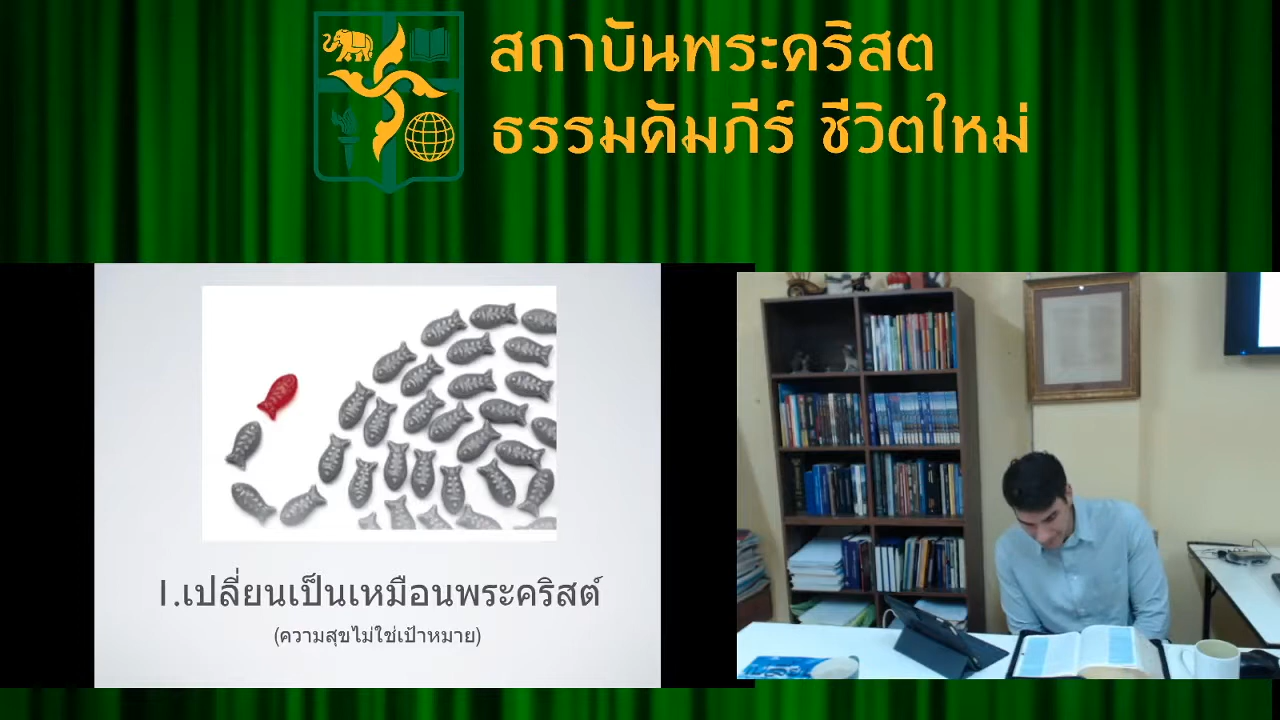 สถาบันพระคริสต
ธรรมคัมภีร์ ชีวิตใหม่
1.เปลี่ยนเป็นเหมือนพระคริสต์
(ความสุขไม่ใช่เป้าหมาย)